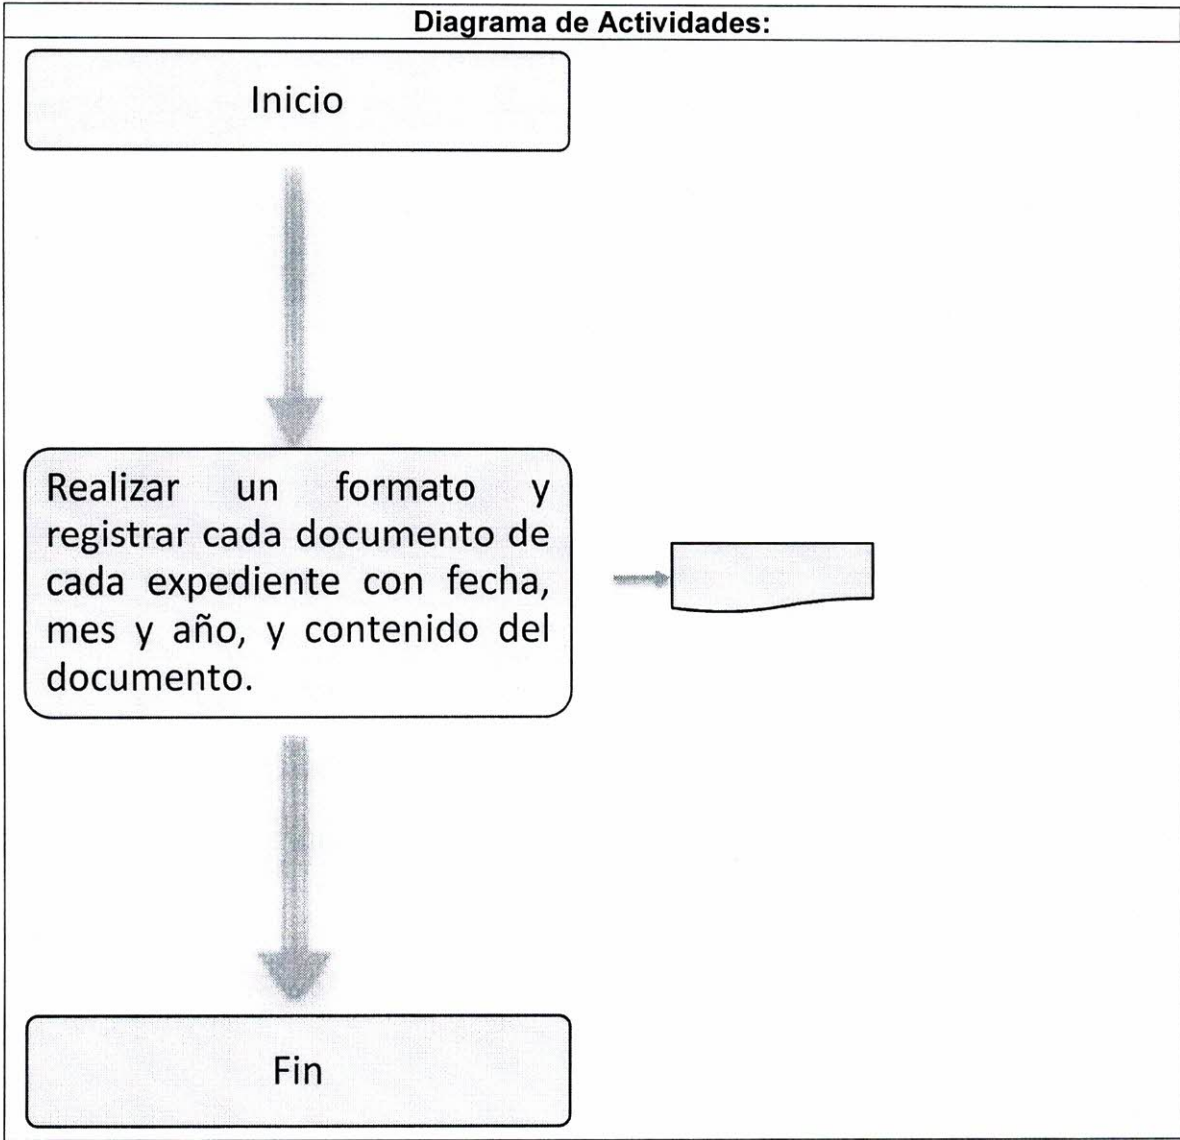 Diagrama de Actividades:
Inicio
Realizar un formato y
registrar cada documento de
cada expediente con fecha,
mes y año, y contenido del
documento.
Fin